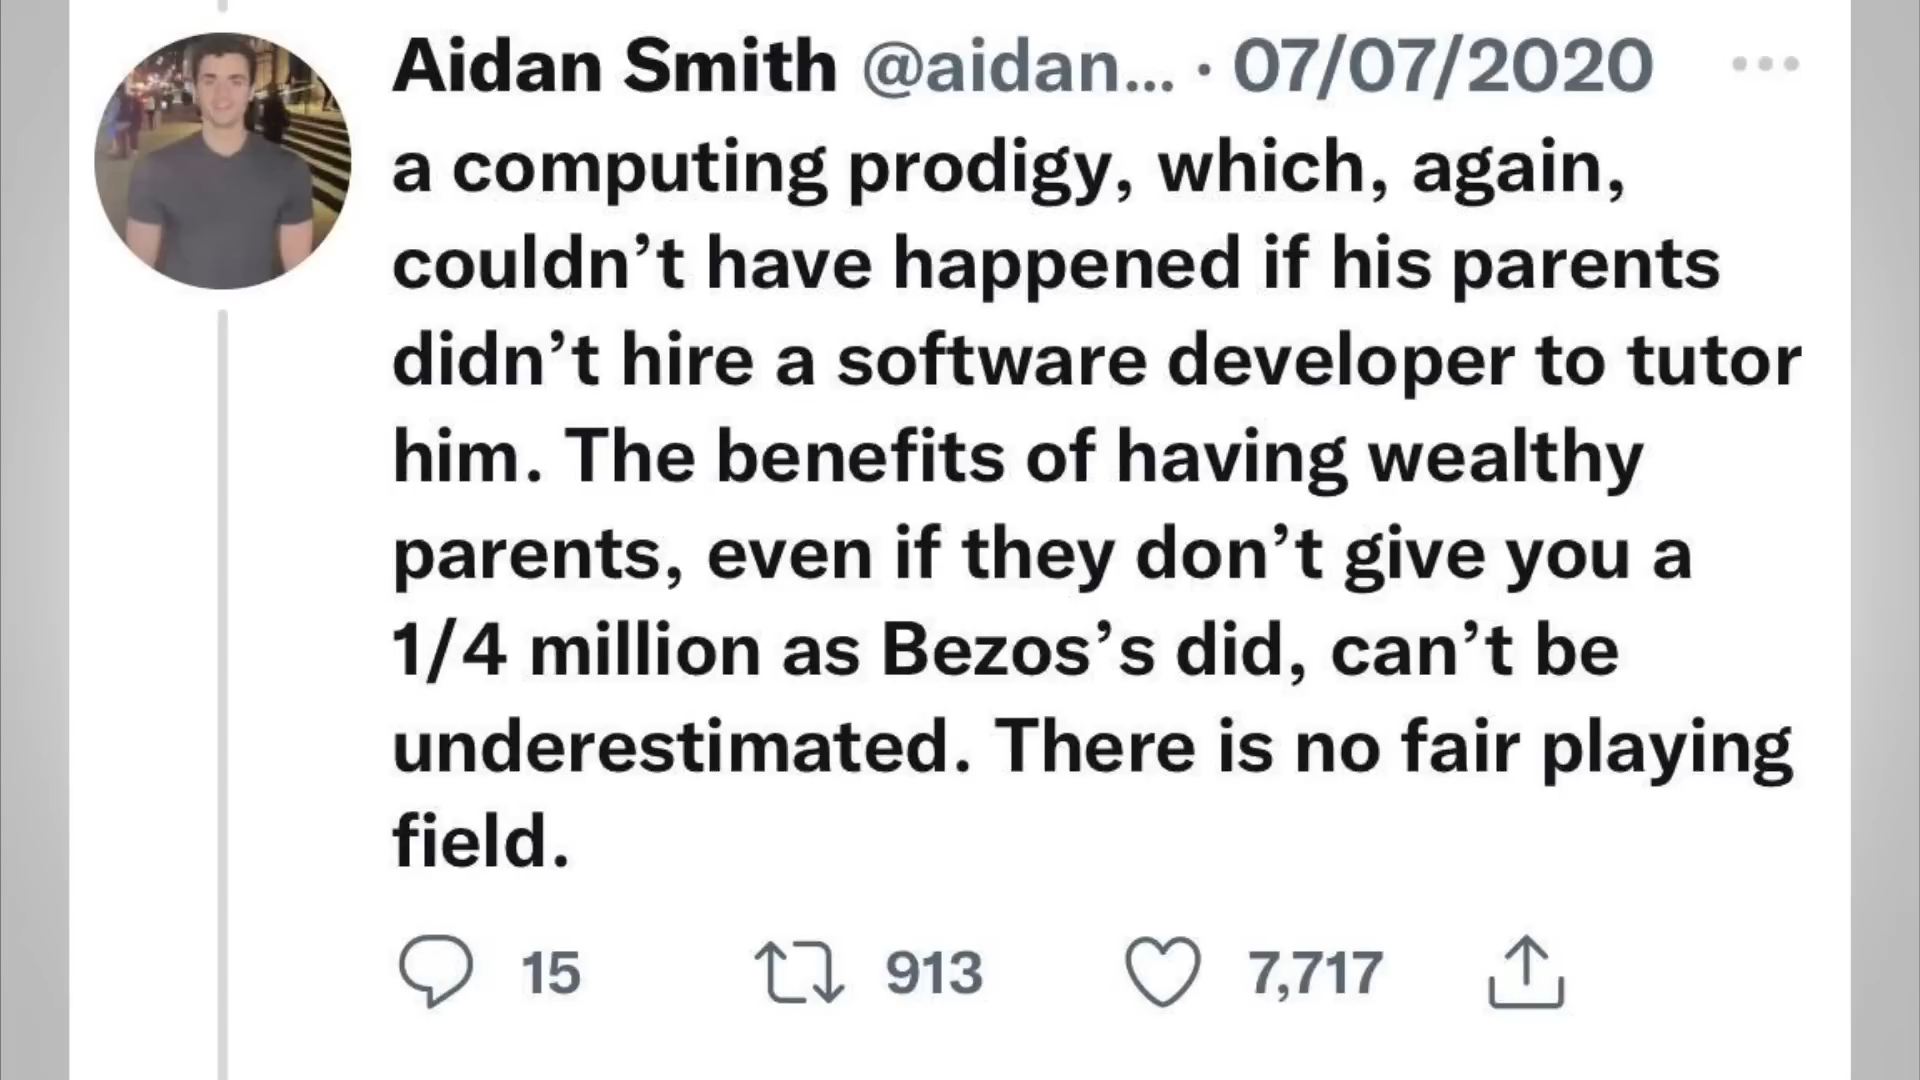 Aidan Smith @aidan... · 07/07/2020
a computing prodigy, which, again,
couldn’t have happened if his parents
didn’t hire a software developer to tutor
him. The benefits of having wealthy
parents, even if they don’t give you a
1/4 million as Bezos’s did, can’t be
underestimated. There is no fair playing
field.
15 913 7,717